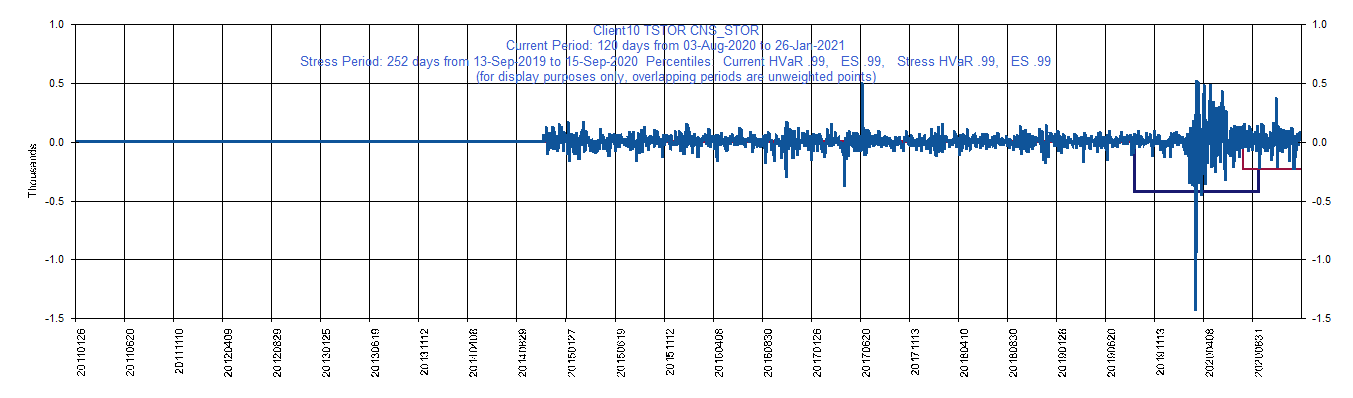 Client10 TSTOR CNS_STOR
Current Period: 120 days from 03-Aug-2020 to 26-Jan-2021
Stress Period: 252 days from 13-Sep-2019 to 15-Sep-2020 Percentiles: Current HVaR .99, ES .99, Stress HVaR .99, ES .99
(for display purposes only, overlapping periods are unweighted points)
1.0 1.0
0.5 0.5
0.0 0.0
-0.5 -0.5
-1.0 -1.0
-1.5 -1.5
Thousands
20110126 20110620 20111110 20120409 20120829 20130125 20130619 20131112 20140408 20140829 20150127 20150619 20151112 20160408 20160830 20170126 20170620 20171113 20180410 20180830 20190128 20190620 20191113 20200408 20200831